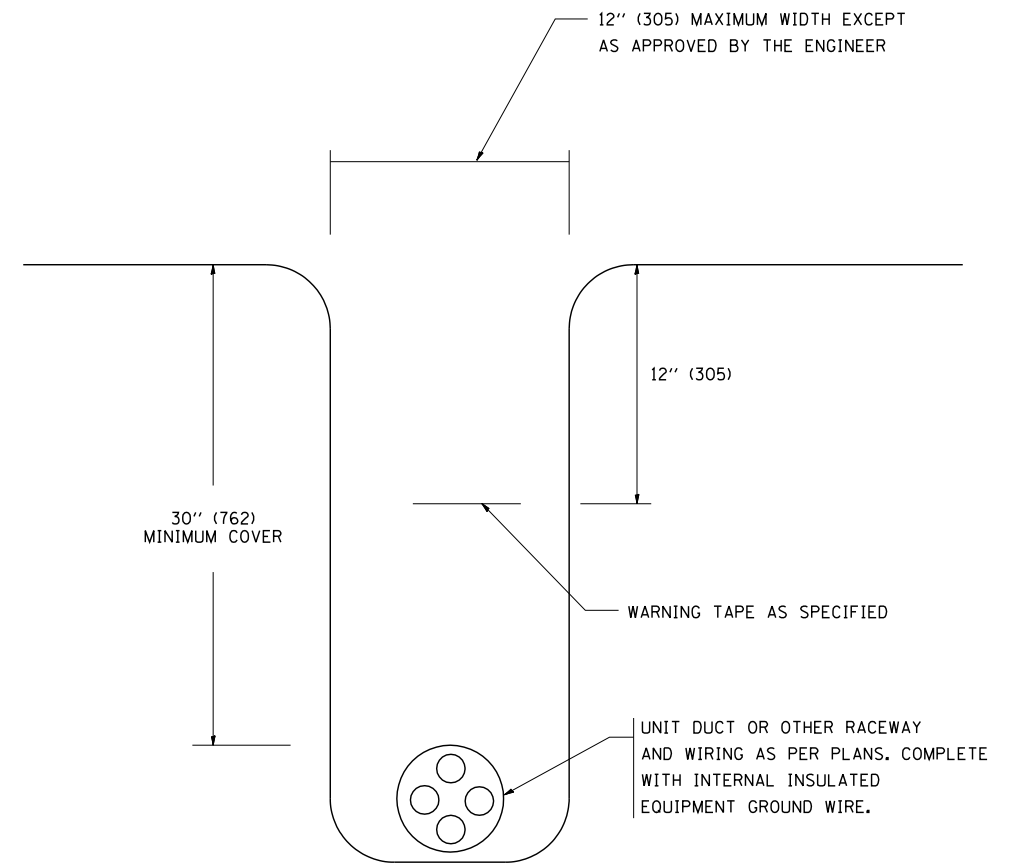 12'' (305) MAXIMUM WIDTH EXCEPT
AS APPROVED BY THE ENGINEER
12'' (305)
30'' (762)
MINIMUM COVER
WARNING TAPE AS SPECIFIED
UNIT DUCT OR OTHER RACEWAY
AND WIRING AS PER PLANS. COMPLETE
WITH INTERNAL INSULATED
EQUIPMENT GROUND WIRE.